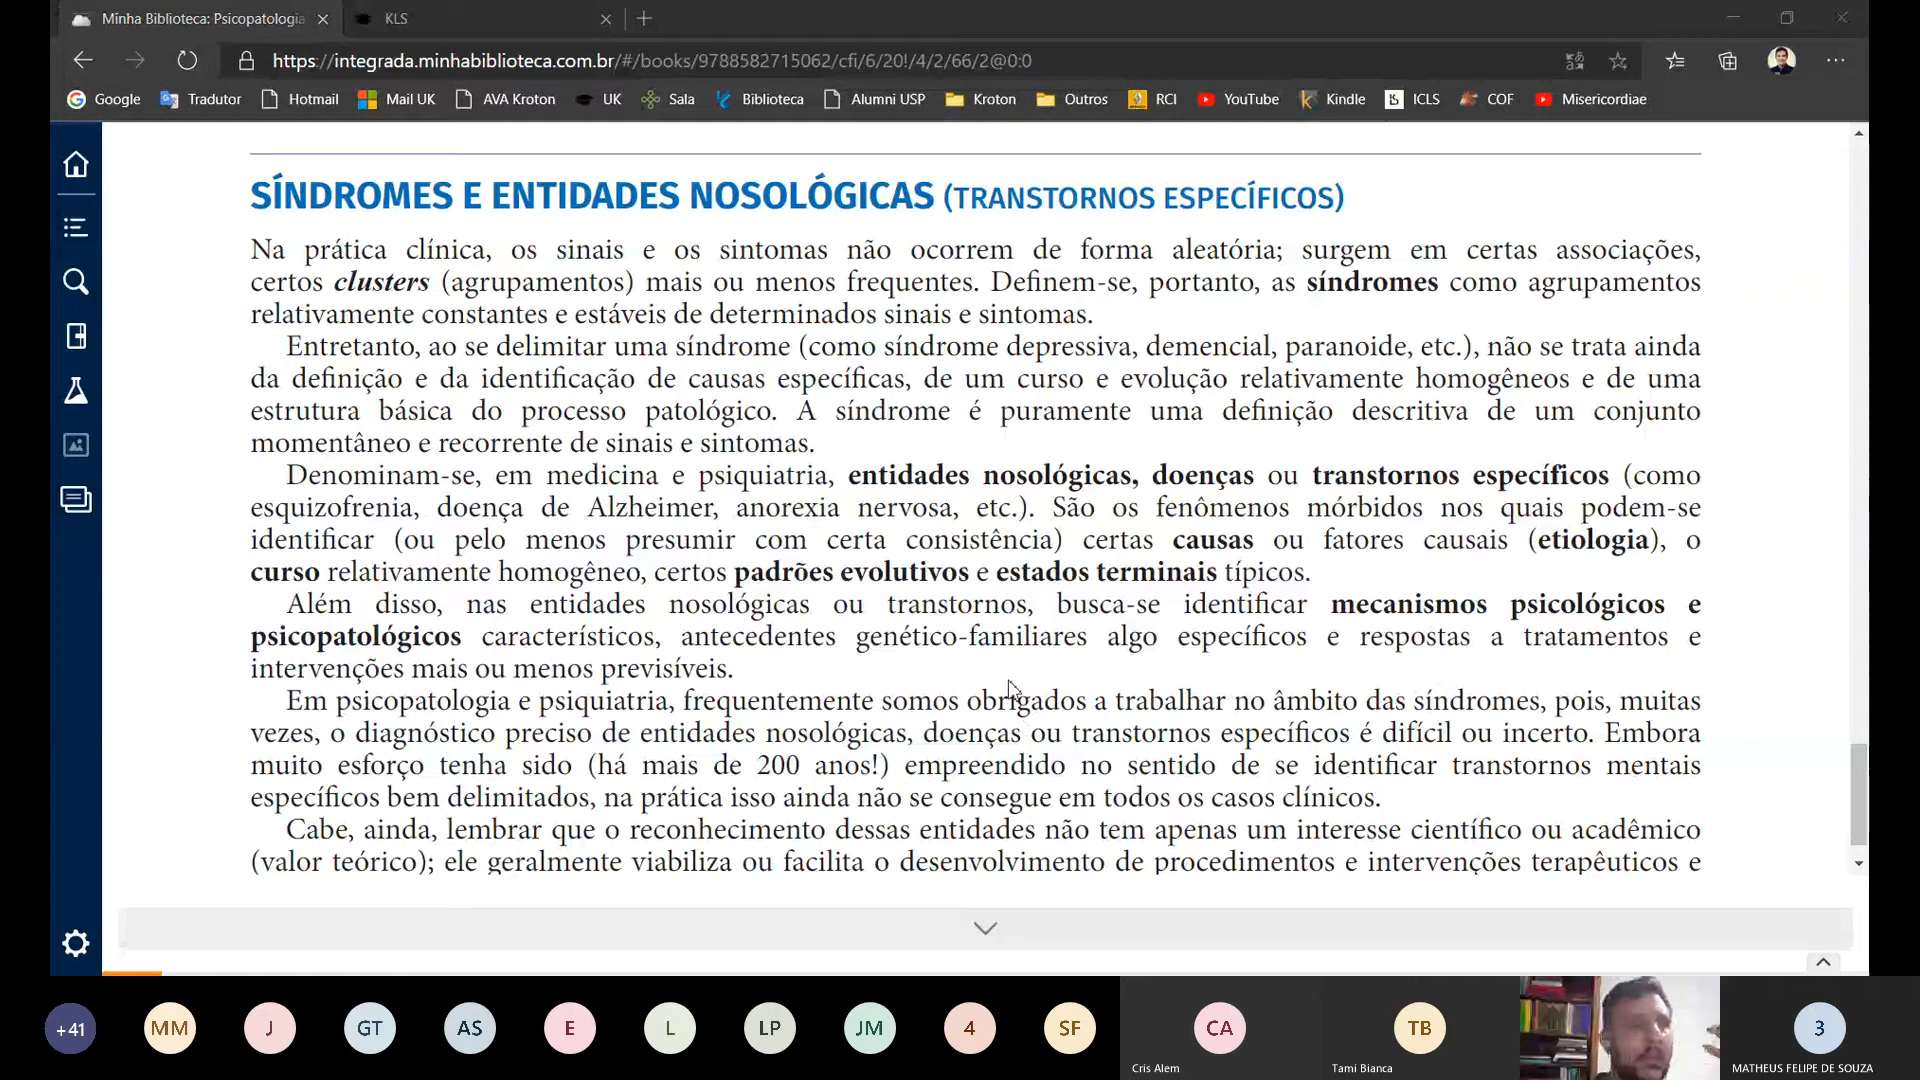 Minha Biblioteca: Psicopatologia
KLS
https://integrada.minhabiblioteca.com.br/#/books/9788582715062/cfi/6/20!/4/2/66/2@0:0
Google Tradutor Hotmail Mail UK AVA Kroton UK Sala Biblioteca Alumni USP Kroton Outros RCI YouTube Kindle ICLS COF Misericordiae
SÍNDROMES E ENTIDADES NOSOLÓGICAS (TRANSTORNOS ESPECÍFICOS)
Na prática clínica, os sinais e os sintomas não ocorrem de forma aleatória; surgem em certas associações,
certos clusters (agrupamentos) mais ou menos frequentes. Definem-se, portanto, as síndromes como agrupamentos
relativamente constantes e estáveis de determinados sinais e sintomas.
Entretanto, ao se delimitar uma síndrome (como síndrome depressiva, demencial, paranoide, etc.), não se trata ainda
da definição e da identificação de causas específicas, de um curso e evolução relativamente homogêneos e de uma
estrutura básica do processo patológico. A síndrome é puramente uma definição descritiva de um conjunto
momentâneo e recorrente de sinais e sintomas.
Denominam-se, em medicina e psiquiatria, entidades nosológicas, doenças ou transtornos específicos (como
esquizofrenia, doença de Alzheimer, anorexia nervosa, etc.). São os fenômenos mórbidos nos quais podem-se
identificar (ou pelo menos presumir com certa consistência) certas causas ou fatores causais (etiologia), o
curso relativamente homogêneo, certos padrões evolutivos e estados terminais típicos.
Além disso, nas entidades nosológicas ou transtornos, busca-se identificar mecanismos psicológicos e
psicopatológicos característicos, antecedentes genético-familiares algo específicos e respostas a tratamentos e
intervenções mais ou menos previsíveis.
Em psicopatologia e psiquiatria, frequentemente somos obrigados a trabalhar no âmbito das síndromes, pois, muitas
vezes, o diagnóstico preciso de entidades nosológicas, doenças ou transtornos específicos é difícil ou incerto. Embora
muito esforço tenha sido (há mais de 200 anos!) empreendido no sentido de se identificar transtornos mentais
específicos bem delimitados, na prática isso ainda não se consegue em todos os casos clínicos.
Cabe, ainda, lembrar que o reconhecimento dessas entidades não tem apenas um interesse científico ou acadêmico
(valor teórico); ele geralmente viabiliza ou facilita o desenvolvimento de procedimentos e intervenções terapêuticos e
+41 MM J GT AS E L LP JM 4 SF CA TB 3
Cris Alem Tami Bianca MATHEUS FELIPE DE SOUZA